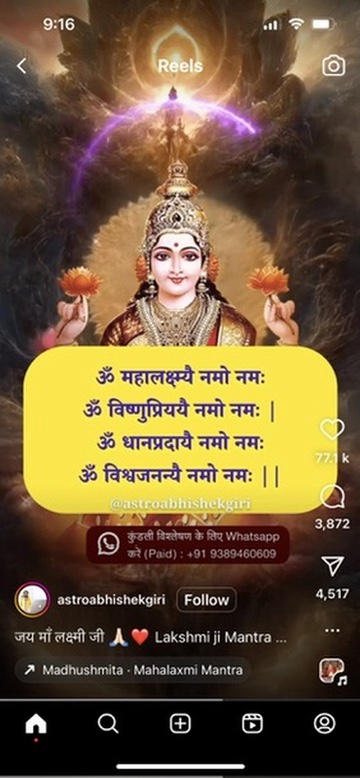 9:16
Reels
ॐ महालक्ष्म्यै नमो नमः
ॐ विष्णुप्रिययै नमो नमः |
ॐ धानप्रदायै नमो नमः
ॐ विश्वजनन्यै नमो नमः ||
@astroabhishekgiri
कुंडली विश्लेषण के लिए Whatsapp
करें (Paid) : +91 9389460609
77.1 k
3,872
4,517
astroabhishekgiri Follow
जय माँ लक्ष्मी जी 🙏🏻❤️ Lakshmi ji Mantra ...
Madhushmita · Mahalaxmi Mantra